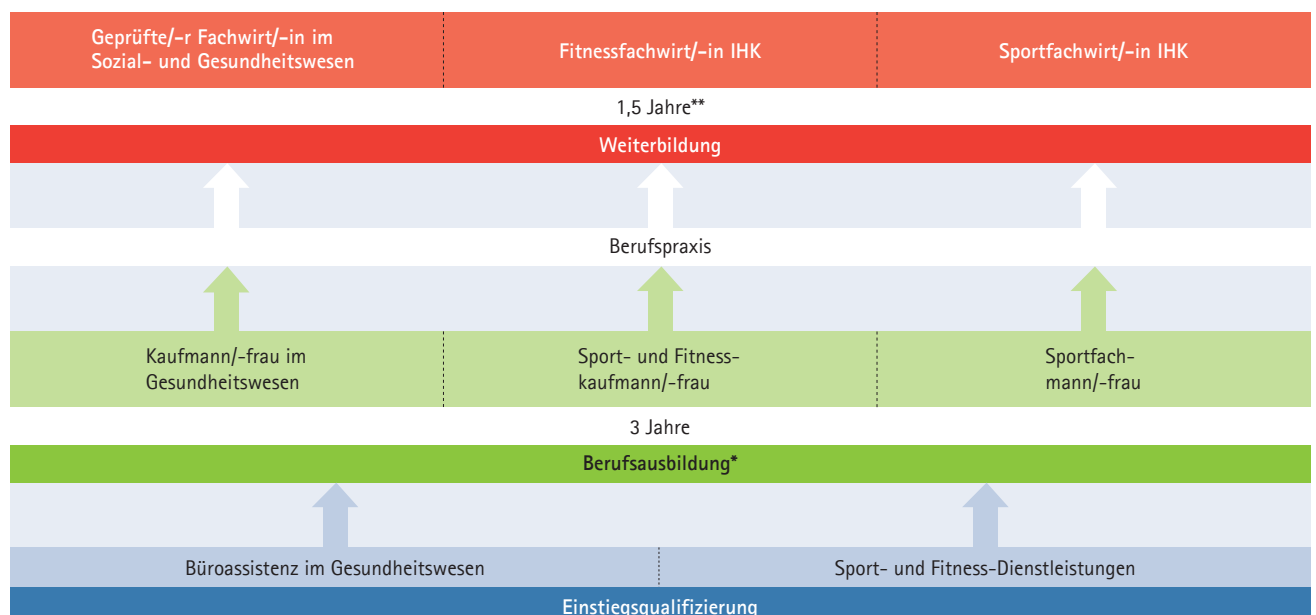 Geprüfte/-r Fachwirt/-in im
Sozial- und Gesundheitswesen
Fitnessfachwirt/-in IHK
Sportfachwirt/-in IHK
1,5 Jahre**
Weiterbildung
Berufspraxis
Kaufmann/-frau im
Gesundheitswesen
Sport- und Fitness-
kaufmann/-frau
Sportfach-
mann/-frau
3 Jahre
Berufsausbildung*
Büroassistenz im Gesundheitswesen
Sport- und Fitness-Dienstleistungen
Einstiegsqualifizierung